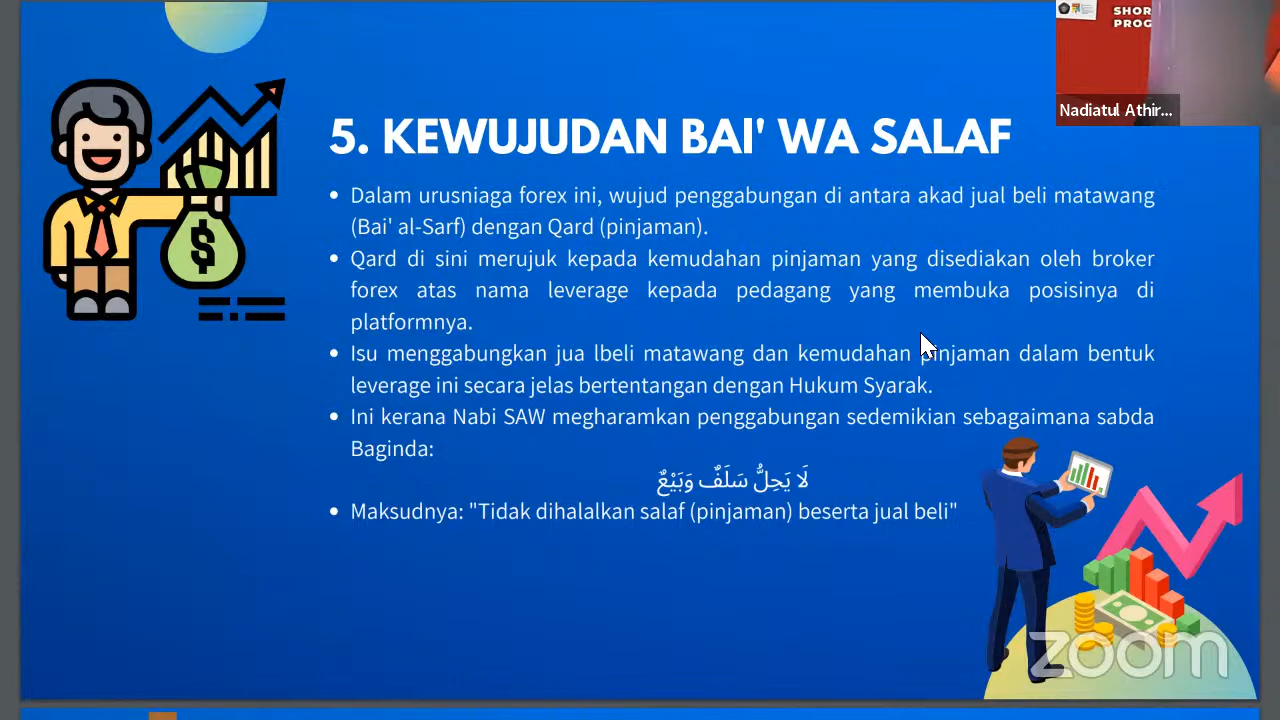 SHOR
PROG
Nadiatul Athir...
5. KEWUJUDAN BAI' WA SALAF
• Dalam urusniaga forex ini, wujud penggabungan di antara akad jual beli matawang
(Bai' al-Sarf) dengan Qard (pinjaman).
• Qard di sini merujuk kepada kemudahan pinjaman yang disediakan oleh broker
forex atas nama leverage kepada pedagang yang membuka posisinya di
platformnya.
• Isu menggabungkan jua lbeli matawang dan kemudahan pinjaman dalam bentuk
leverage ini secara jelas bertentangan dengan Hukum Syarak.
• Ini kerana Nabi SAW megharamkan penggabungan sedemikian sebagaimana sabda
Baginda:
لَا يَحِلُّ سَلَفٌ وَبَيْعٌ
• Maksudnya: "Tidak dihalalkan salaf (pinjaman) beserta jual beli"
$
zoom